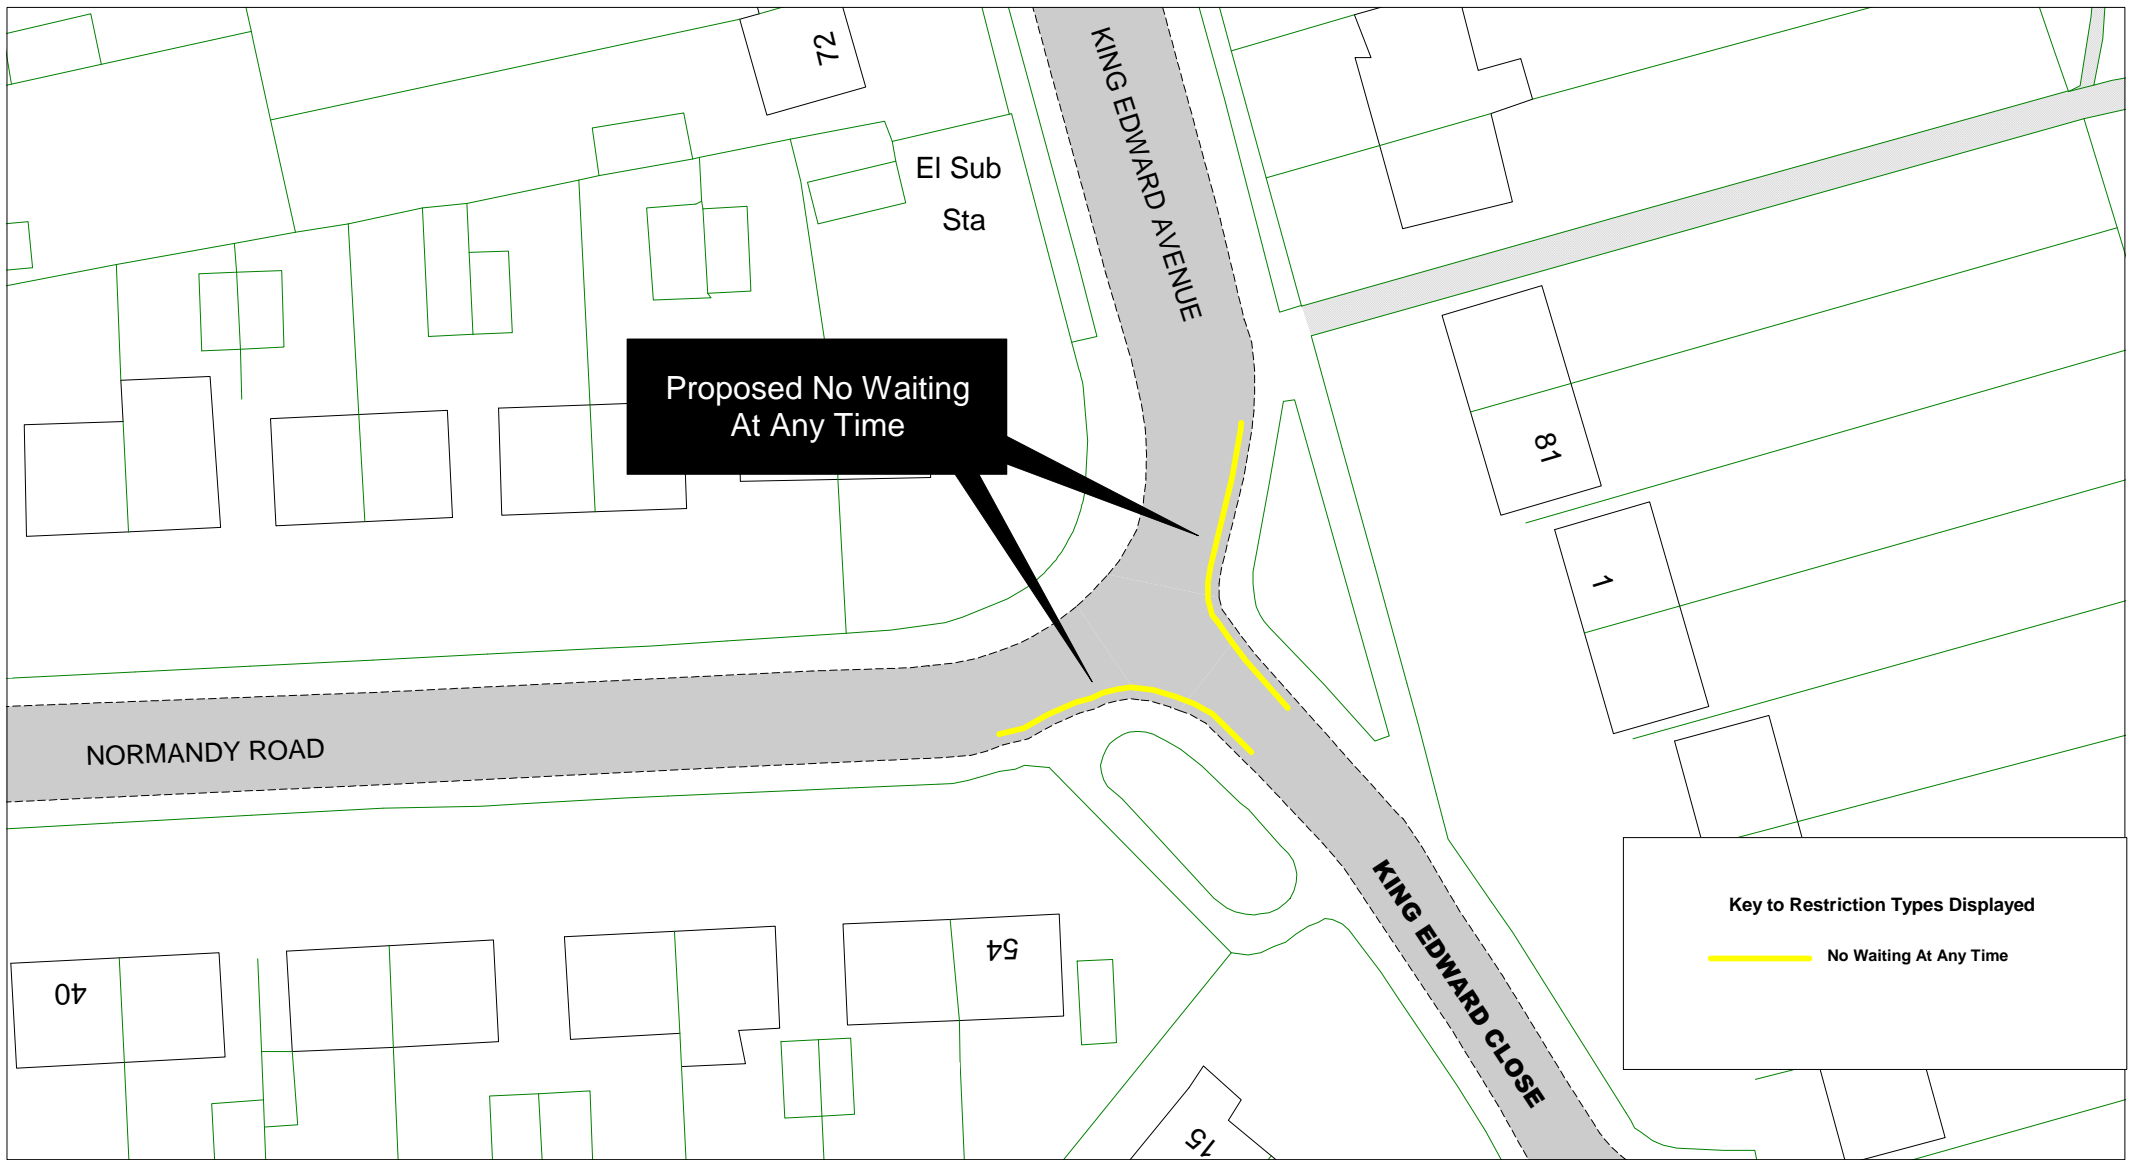 72
KING EDWARD AVENUE
El Sub
Sta
Proposed No Waiting
At Any Time
81
1
NORMANDY ROAD
KING EDWARD CLOSE
Key to Restriction Types Displayed
No Waiting At Any Time
54
40
15